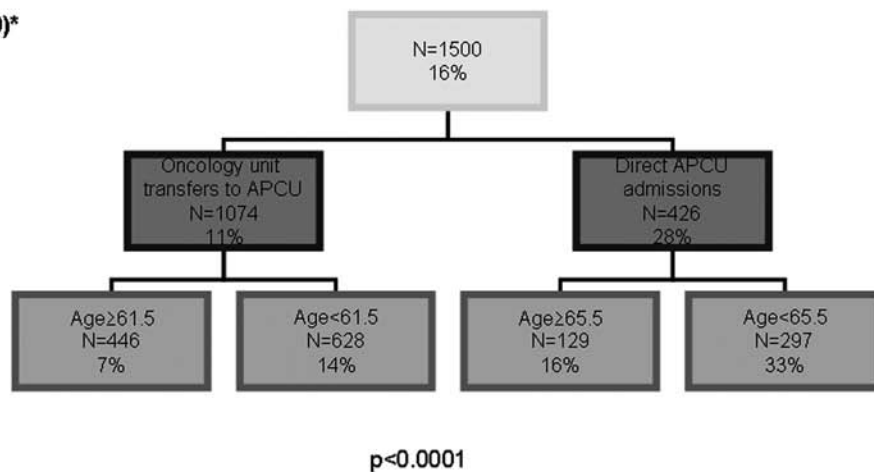 )*
N=1500
16%
Oncology unit
transfers to APCU
N=1074
11%
Direct APCU
admissions
N=426
28%
Age≥61.5
N=446
7%
Age<61.5
N=628
14%
Age≥65.5
N=129
16%
Age<65.5
N=297
33%
p<0.0001